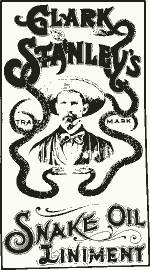 CLARK
STANLEY'S
TRADE MARK
SNAKE OIL
LINIMENT